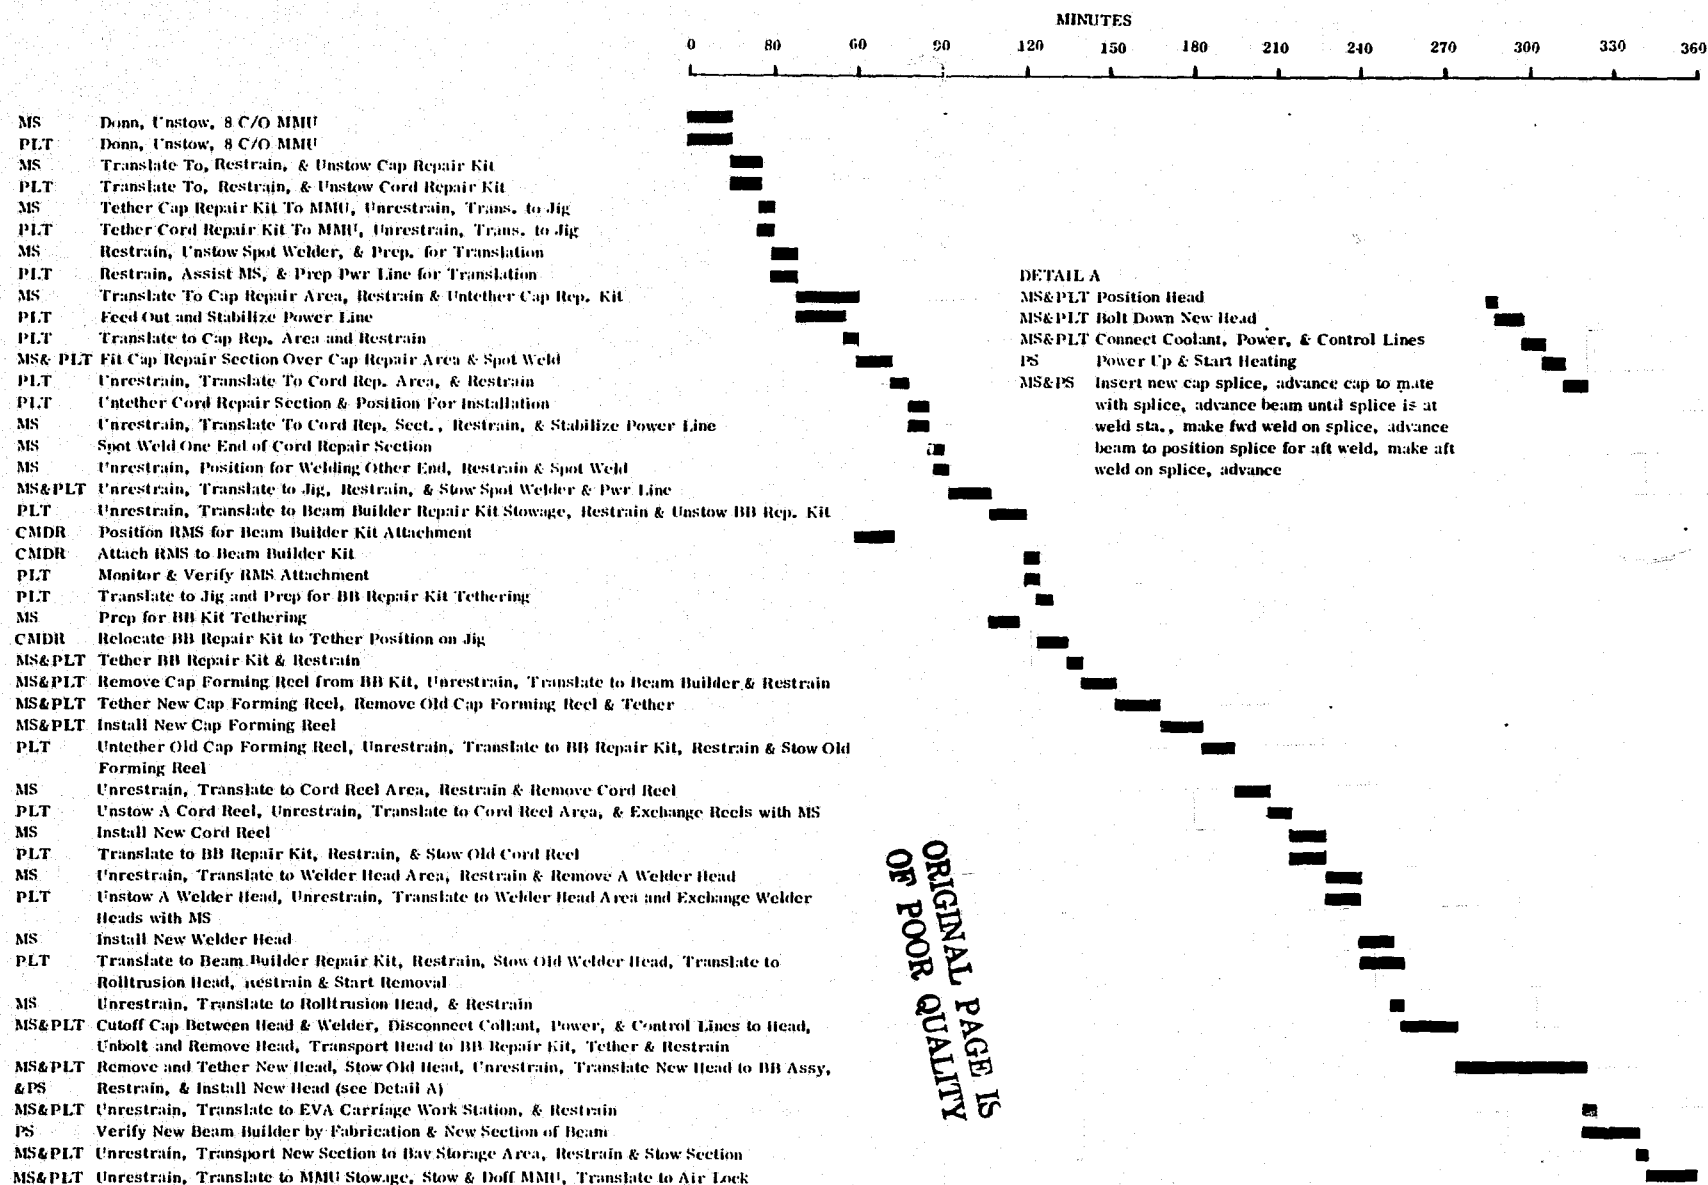 MINUTES
0 80 60 90 120 150 180 210 240 270 300 330 360
MS Donn, Unstow, 8 C/O MMU
PLT Donn, Unstow, 8 C/O MMU
MS Translate To, Restrain, & Unstow Cap Repair Kit
PLT Translate To, Restrain, & Unstow Cord Repair Kit
MS Tether Cap Repair Kit To MMU, Unrestrain, Trans. to Jig
PLT Tether Cord Repair Kit To MMU, Unrestrain, Trans. to Jig
MS Restrain, Unstow Spot Welder, & Prep. for Translation
PLT Restrain, Assist MS, & Prep Pwr Line for Translation
MS Translate To Cap Repair Area, Restrain & Untether Cap Rep. Kit
PLT Feed Out and Stabilize Power Line
PLT Translate to Cap Rep. Area and Restrain
MS& PLT Fit Cap Repair Section Over Cap Repair Area & Spot Weld
PLT Unrestrain, Translate To Cord Rep. Area, & Restrain
PLT Untether Cord Repair Section & Position For Installation
MS Unrestrain, Translate To Cord Rep. Sect., Restrain, & Stabilize Power Line
MS Spot Weld One End of Cord Repair Section
MS Unrestrain, Position for Welding Other End, Restrain & Spot Weld
MS&PLT Unrestrain, Translate to Jig, Restrain, & Stow Spot Welder & Pwr Line
PLT Unrestrain, Translate to Beam Builder Repair Kit Stowage, Restrain & Unstow BB Rep. Kit
CMDR Position RMS for Beam Builder Kit Attachment
CMDR Attach RMS to Beam Builder Kit
PLT Monitor & Verify RMS Attachment
PLT Translate to Jig and Prep for BB Repair Kit Tethering
MS Prep for BB Kit Tethering
CMDR Relocate BB Repair Kit to Tether Position on Jig
MS&PLT Tether BB Repair Kit & Restrain
MS&PLT Remove Cap Forming Reel from BB Kit, Unrestrain, Translate to Beam Builder & Restrain
MS&PLT Tether New Cap Forming Reel, Remove Old Cap Forming Reel & Tether
MS&PLT Install New Cap Forming Reel
PLT Untether Old Cap Forming Reel, Unrestrain, Translate to BB Repair Kit, Restrain & Stow Old
Forming Reel
MS Unrestrain, Translate to Cord Reel Area, Restrain & Remove Cord Reel
PLT Unstow A Cord Reel, Unrestrain, Translate to Cord Reel Area, & Exchange Reels with MS
MS Install New Cord Reel
PLT Translate to BB Repair Kit, Restrain, & Stow Old Cord Reel
MS Unrestrain, Translate to Welder Head Area, Restrain & Remove A Welder Head
PLT Unstow A Welder Head, Unrestrain, Translate to Welder Head Area and Exchange Welder
Heads with MS
MS Install New Welder Head
PLT Translate to Beam Builder Repair Kit, Restrain, Stow Old Welder Head, Translate to
Rolltrusion Head, restrain & Start Removal
MS Unrestrain, Translate to Rolltrusion Head, & Restrain
MS&PLT Cutoff Cap Between Head & Welder, Disconnect Collant, Power, & Control Lines to Head,
Unbolt and Remove Head, Transport Head to BB Repair Kit, Tether & Restrain
MS&PLT Remove and Tether New Head, Stow Old Head, Unrestrain, Translate New Head to BB Assy,
&PS Restrain, & Install New Head (see Detail A)
MS&PLT Unrestrain, Translate to EVA Carriage Work Station, & Restrain
PS Verify New Beam Builder by Fabrication & New Section of Beam
MS&PLT Unrestrain, Transport New Section to Bay Storage Area, Restrain & Stow Section
MS&PLT Unrestrain, Translate to MMU Stowage, Stow & Doff MMU, Translate to Air Lock
DETAIL A
MS&PLT Position Head
MS&PLT Bolt Down New Head
MS&PLT Connect Coolant, Power, & Control Lines
PS Power Up & Start Heating
MS&PS Insert new cap splice, advance cap to mate
with splice, advance beam until splice is at
weld sta., make fwd weld on splice, advance
beam to position splice for aft weld, make aft
weld on splice, advance
ORIGINAL PAGE IS
OF POOR QUALITY